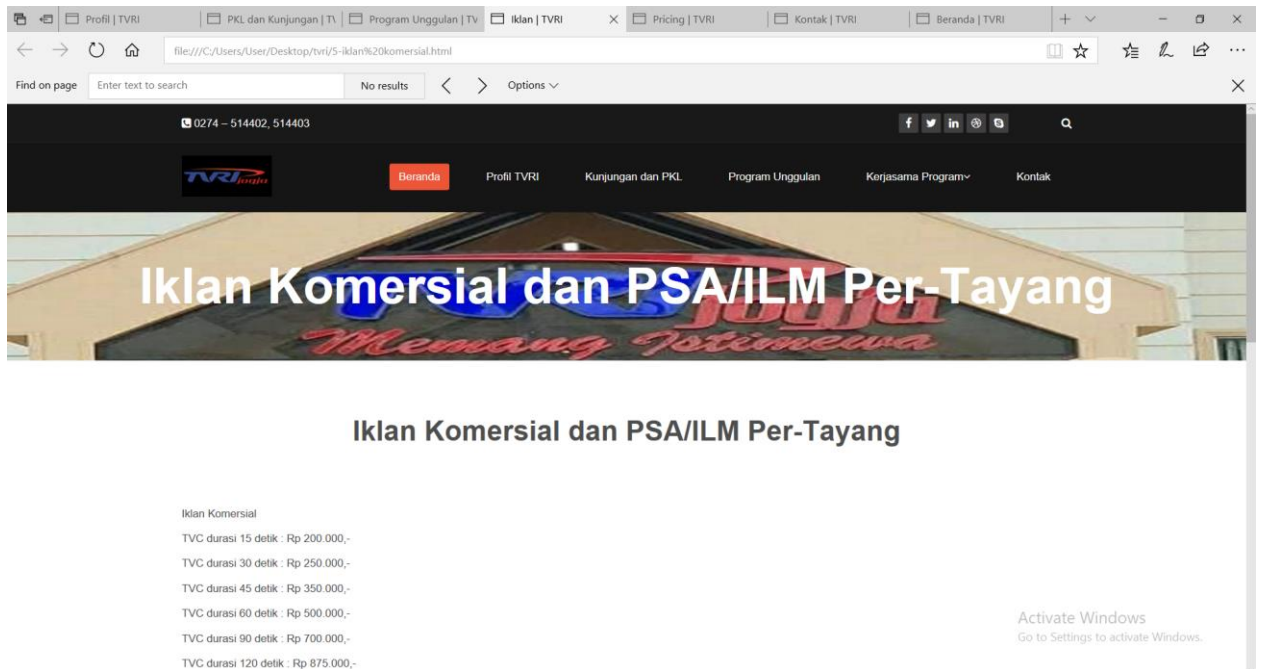 Profil | TVRI
PKL dan Kunjungan | TV
Program Unggulan | TV
Iklan | TVRI
Pricing | TVRI
Kontak | TVRI
Beranda | TVRI
file:///C:/Users/User/Desktop/tvri/5-iklan%20komersial.html
Find on page
Enter text to search
No results
Options
0274 – 514402, 514403
TVRI jogja
Beranda
Profil TVRI
Kunjungan dan PKL
Program Unggulan
Kerjasama Program
Kontak
Iklan Komersial dan PSA/ILM Per-Tayang
Jogja
Memang Istimewa
Iklan Komersial dan PSA/ILM Per-Tayang
Iklan Komersial
TVC durasi 15 detik : Rp 200.000,-
TVC durasi 30 detik : Rp 250.000,-
TVC durasi 45 detik : Rp 350.000,-
TVC durasi 60 detik : Rp 500.000,-
TVC durasi 90 detik : Rp 700.000,-
TVC durasi 120 detik : Rp 875.000,-
Activate Windows
Go to Settings to activate Windows.